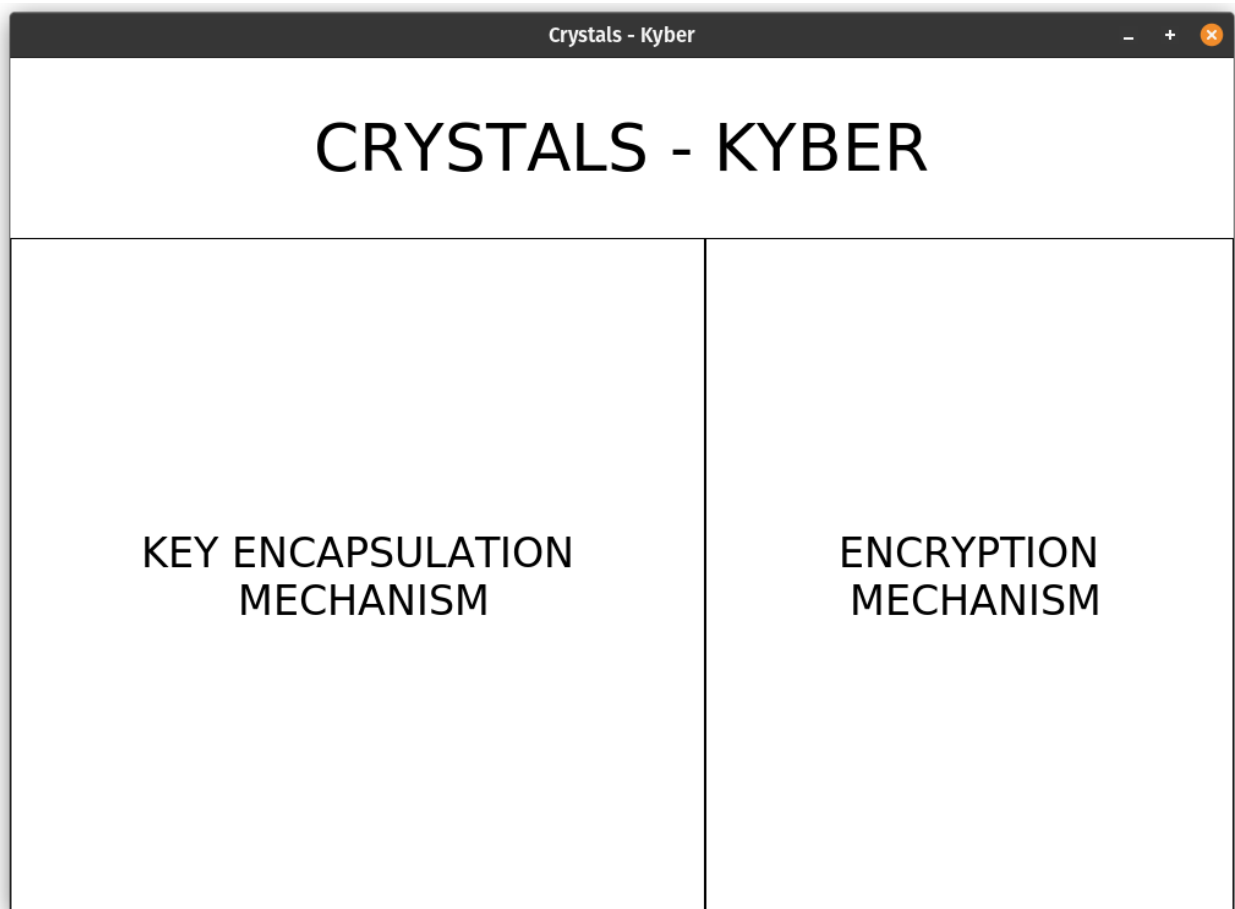 Crystals - Kyber
CRYSTALS - KYBER
KEY ENCAPSULATION
MECHANISM
ENCRYPTION
MECHANISM